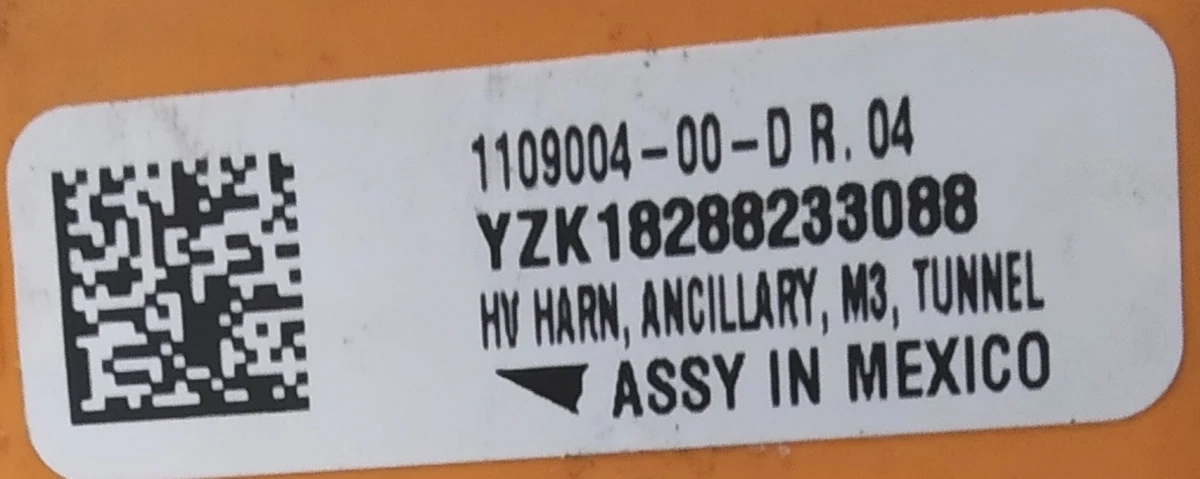 1109004-00-D R. 04
YZK18288233088
HV HARN, ANCILLARY, M3, TUNNEL
ASSY IN MEXICO